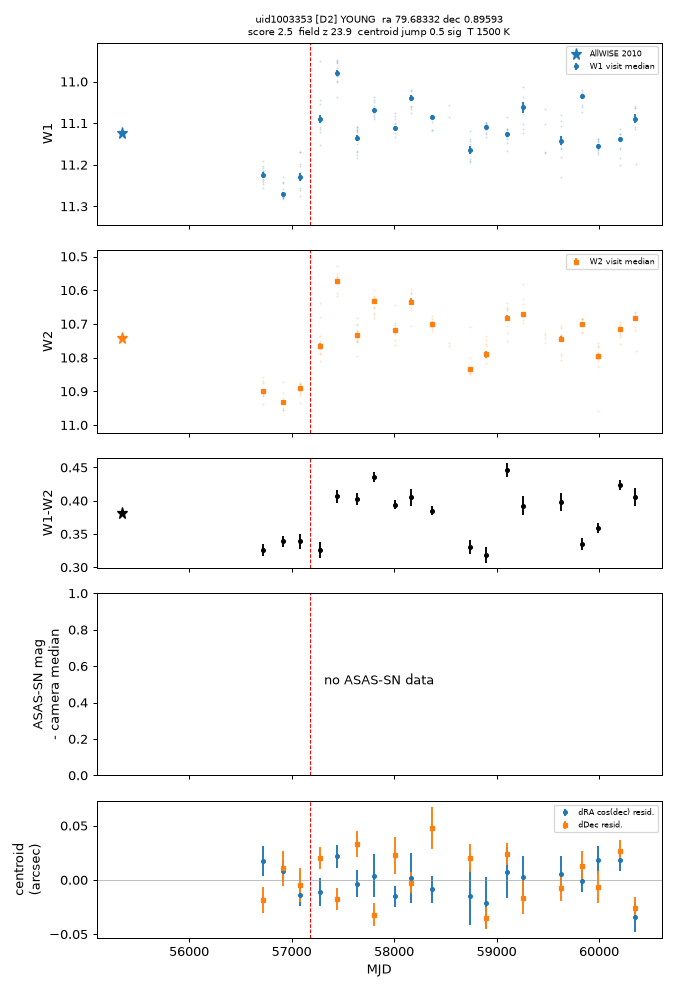 uid1003353 [D2] YOUNG  ra 79.68332 dec 0.89593
score 2.5  field z 23.9  centroid jump 0.5 sig  T 1500 K
11.0
11.1
11.2
11.3
W1
AllWISE 2010
W1 visit median
10.5
10.6
10.7
10.8
10.9
11.0
W2
W2 visit median
0.45
0.40
0.35
0.30
W1-W2
1.0
0.8
0.6
0.4
0.2
0.0
ASAS-SN mag
- camera median
no ASAS-SN data
0.05
0.00
−0.05
centroid
(arcsec)
dRA cos(dec) resid.
dDec resid.
56000
57000
58000
59000
60000
MJD